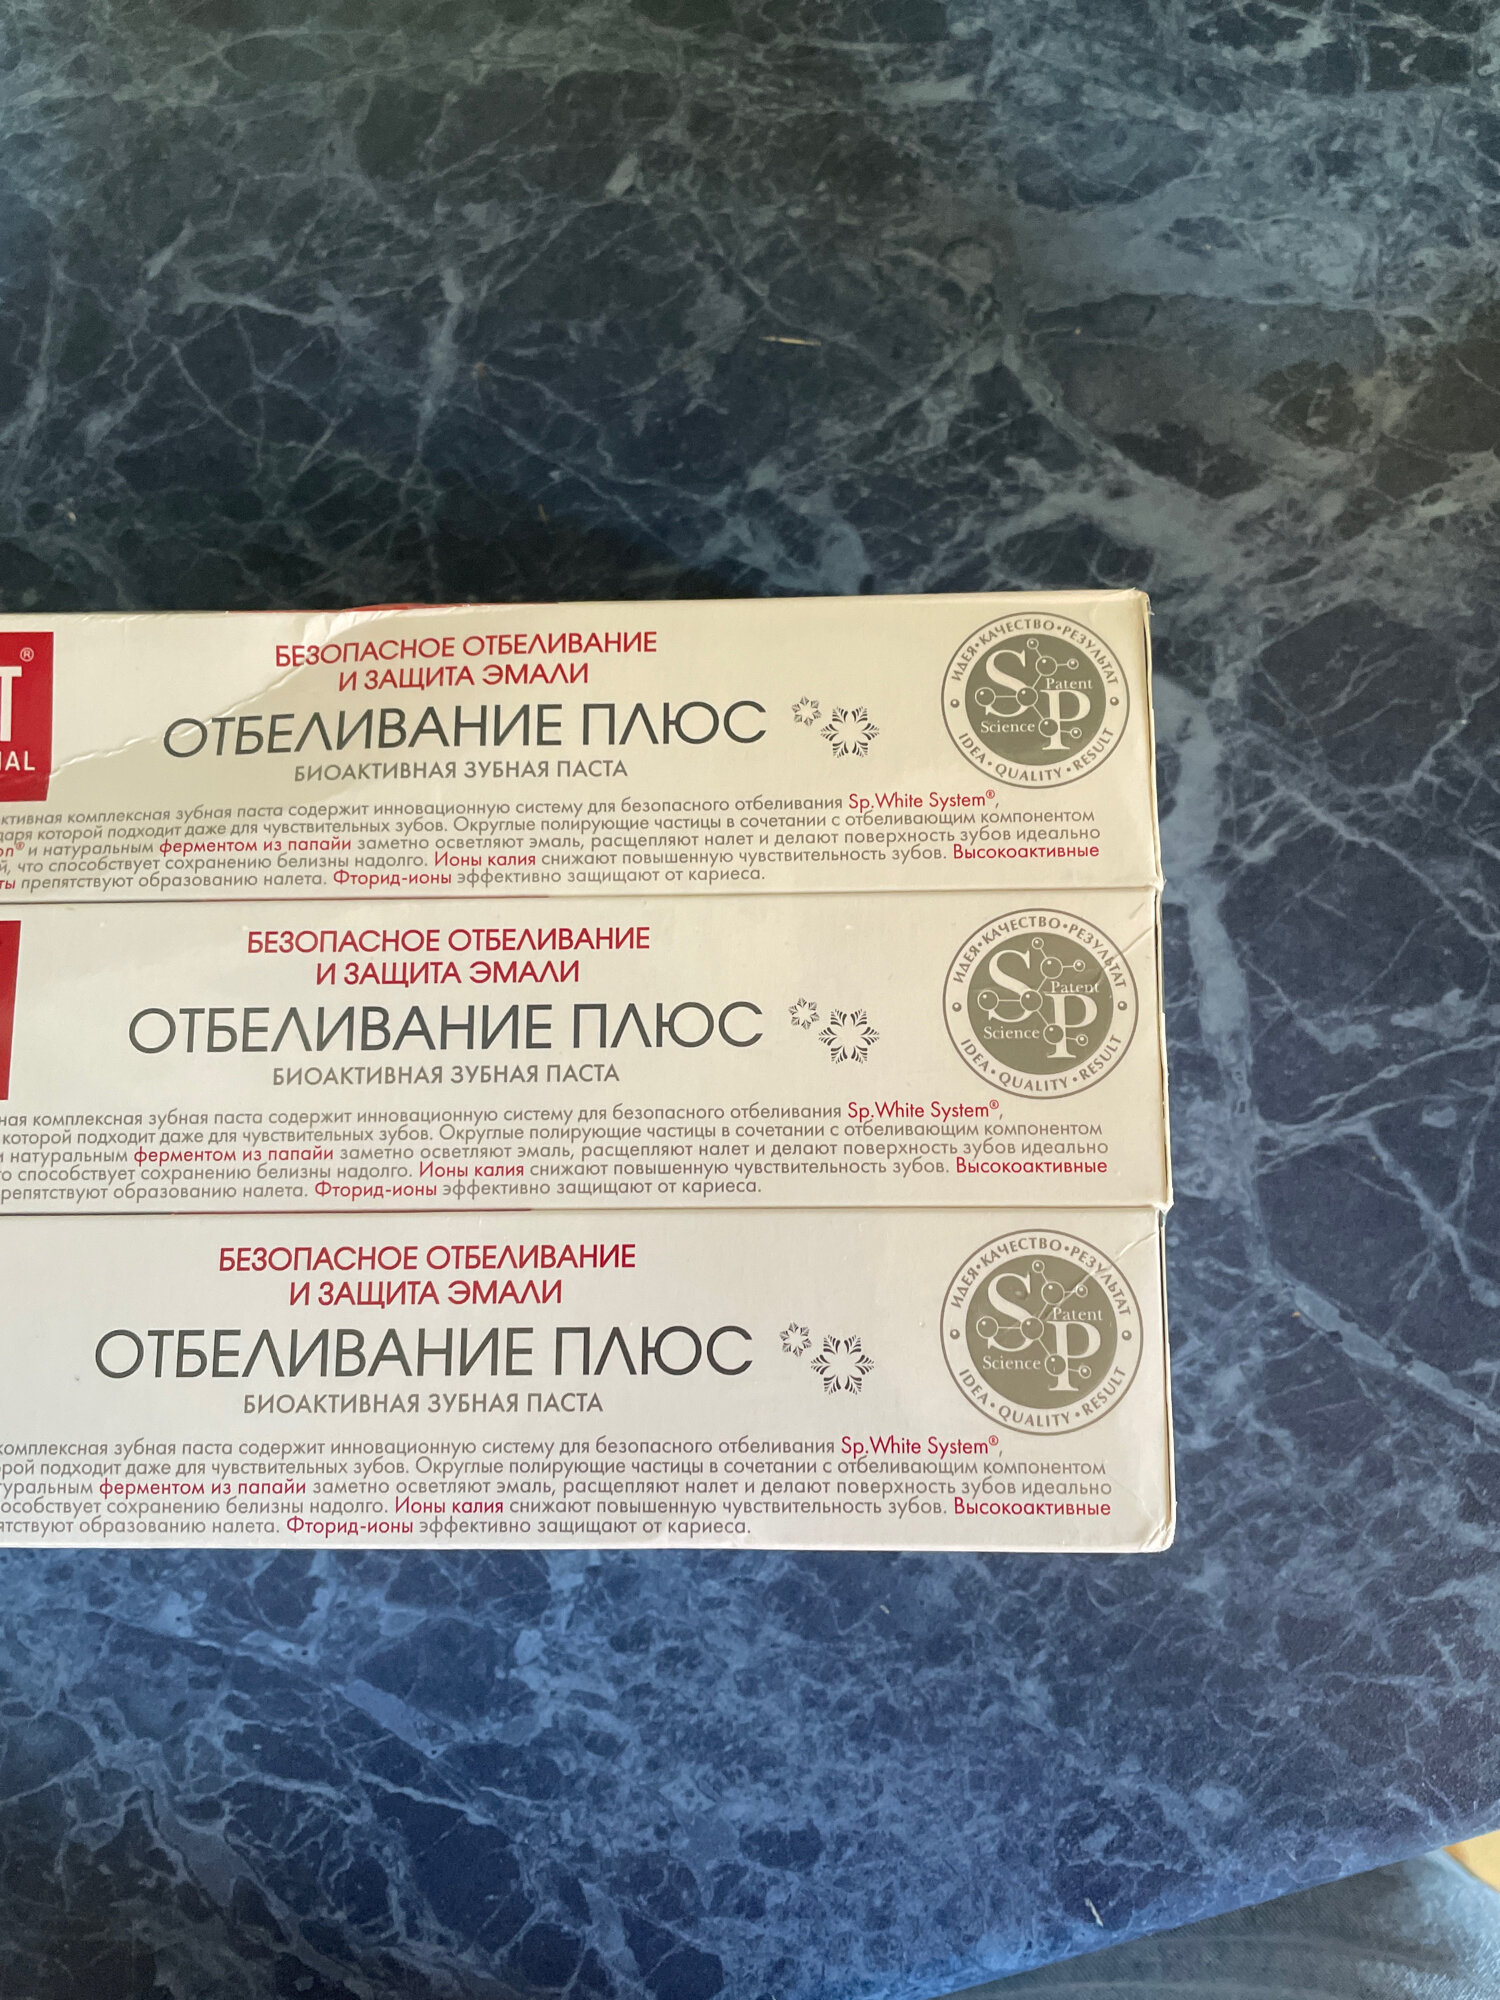 ®
БЕЗОПАСНОЕ ОТБЕЛИВАНИЕ
И ЗАЩИТА ЭМАЛИ
ОТБЕЛИВАНИЕ ПЛЮС
БИОАКТИВНАЯ ЗУБНАЯ ПАСТА
ИДЕЯ • КАЧЕСТВО • РЕЗУЛЬТАТ
SP
Patent
Science
IDEA • QUALITY • RESULT
комплексная зубная паста содержит инновационную систему для безопасного отбеливания Sp.White System®,
которой подходит даже для чувствительных зубов. Округлые полирующие частицы в сочетании с отбеливающим компонентом
и натуральным ферментом из папайи заметно осветляют эмаль, расщепляют налет и делают поверхность зубов идеально
что способствует сохранению белизны надолго. Ионы калия снижают повышенную чувствительность зубов. Высокоактивные
препятствуют образованию налета. Фторид-ионы эффективно защищают от кариеса.
БЕЗОПАСНОЕ ОТБЕЛИВАНИЕ
И ЗАЩИТА ЭМАЛИ
ОТБЕЛИВАНИЕ ПЛЮС
БИОАКТИВНАЯ ЗУБНАЯ ПАСТА
ИДЕЯ • КАЧЕСТВО • РЕЗУЛЬТАТ
SP
Patent
Science
IDEA • QUALITY • RESULT
комплексная зубная паста содержит инновационную систему для безопасного отбеливания Sp.White System®,
которой подходит даже для чувствительных зубов. Округлые полирующие частицы в сочетании с отбеливающим компонентом
натуральным ферментом из папайи заметно осветляют эмаль, расщепляют налет и делают поверхность зубов идеально
способствует сохранению белизны надолго. Ионы калия снижают повышенную чувствительность зубов. Высокоактивные
образованию налета. Фторид-ионы эффективно защищают от кариеса.
БЕЗОПАСНОЕ ОТБЕЛИВАНИЕ
И ЗАЩИТА ЭМАЛИ
ОТБЕЛИВАНИЕ ПЛЮС
БИОАКТИВНАЯ ЗУБНАЯ ПАСТА
ИДЕЯ • КАЧЕСТВО • РЕЗУЛЬТАТ
SP
Patent
Science
IDEA • QUALITY • RESULT
комплексная зубная паста содержит инновационную систему для безопасного отбеливания Sp.White System®,
подходит даже для чувствительных зубов. Округлые полирующие частицы в сочетании с отбеливающим компонентом
ферментом из папайи заметно осветляют эмаль, расщепляют налет и делают поверхность зубов идеально
сохранению белизны надолго. Ионы калия снижают повышенную чувствительность зубов. Высокоактивные
образованию налета. Фторид-ионы эффективно защищают от кариеса.